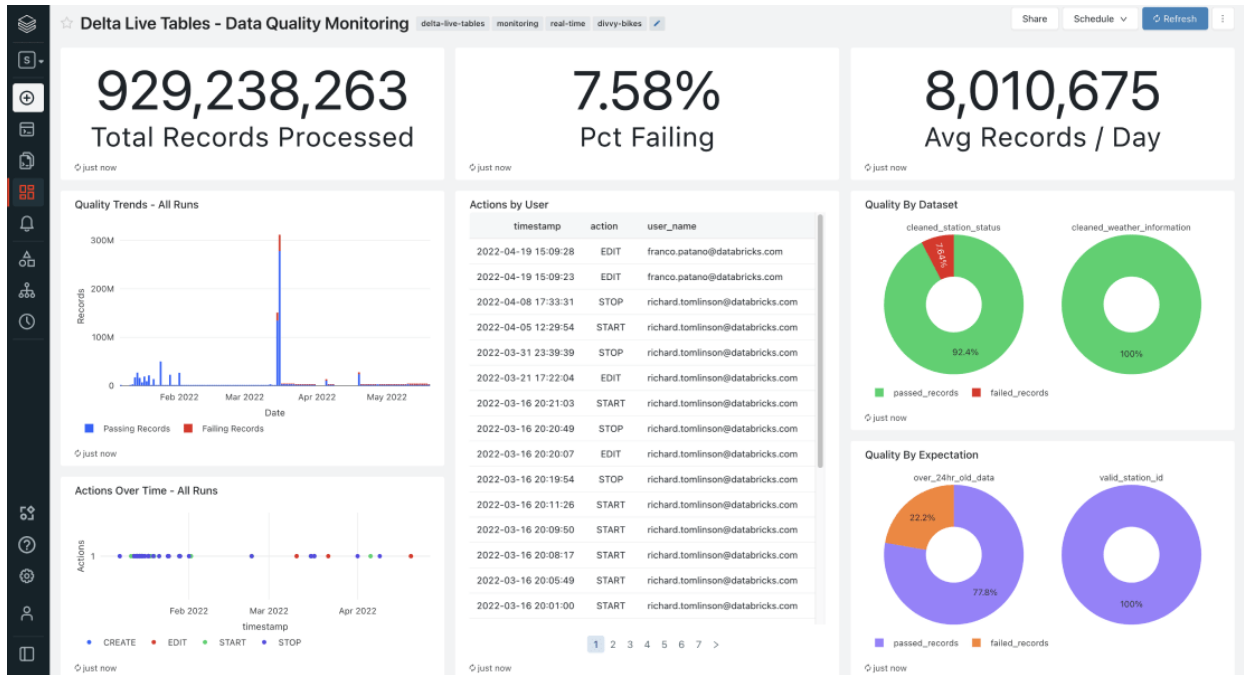 S
Delta Live Tables - Data Quality Monitoring delta-live-tables monitoring real-time divvy-bikes
Share Schedule Refresh
929,238,263
Total Records Processed
just now
7.58%
Pct Failing
just now
8,010,675
Avg Records / Day
just now
Quality Trends - All Runs
300M
200M
100M
0
Records
Feb 2022 Mar 2022 Apr 2022 May 2022
Date
Passing Records Failing Records
just now
Actions Over Time - All Runs
1
Actions
Feb 2022 Mar 2022 Apr 2022
timestamp
CREATE EDIT START STOP
just now
Actions by User
timestamp action user_name
2022-04-19 15:09:28 EDIT franco.patano@databricks.com
2022-04-19 15:09:23 EDIT franco.patano@databricks.com
2022-04-08 17:33:31 STOP richard.tomlinson@databricks.com
2022-04-05 12:29:54 START richard.tomlinson@databricks.com
2022-03-31 23:39:39 STOP richard.tomlinson@databricks.com
2022-03-21 17:22:04 EDIT richard.tomlinson@databricks.com
2022-03-16 20:21:03 START richard.tomlinson@databricks.com
2022-03-16 20:20:49 STOP richard.tomlinson@databricks.com
2022-03-16 20:20:07 EDIT richard.tomlinson@databricks.com
2022-03-16 20:19:54 STOP richard.tomlinson@databricks.com
2022-03-16 20:11:26 START richard.tomlinson@databricks.com
2022-03-16 20:09:50 START richard.tomlinson@databricks.com
2022-03-16 20:08:17 START richard.tomlinson@databricks.com
2022-03-16 20:05:49 START richard.tomlinson@databricks.com
2022-03-16 20:01:00 START richard.tomlinson@databricks.com
1 2 3 4 5 6 7 >
just now
Quality By Dataset
cleaned_station_status cleaned_weather_information
7.64%
92.4% 100%
passed_records failed_records
just now
Quality By Expectation
over_24hr_old_data valid_station_id
22.2%
77.8% 100%
passed_records failed_records
just now